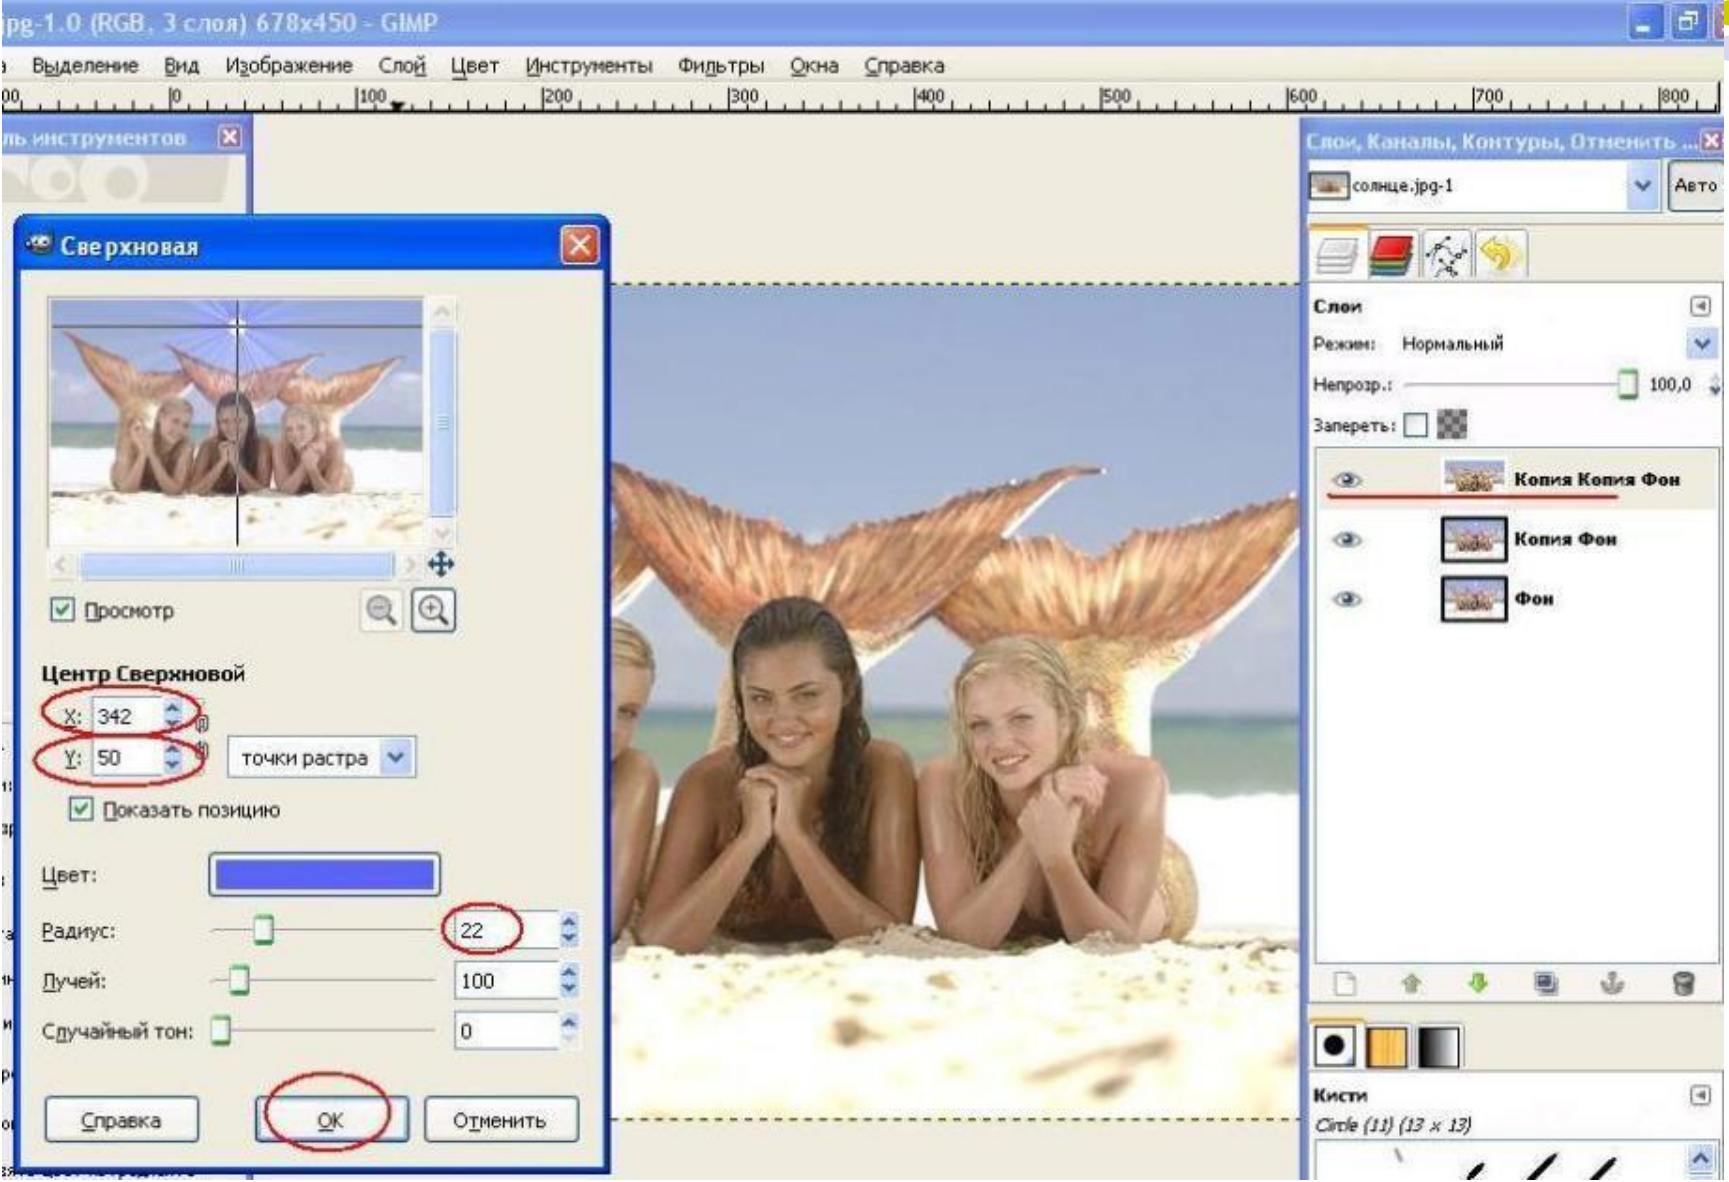 jpg-1.0 (RGB, 3 слоя) 678x450 - GIMP
Выделение Вид Изображение Слой Цвет Инструменты Фильтры Окна Справка
00 0 100 200 300 400 500 600 700 800
ль инструментов
Слои, Каналы, Контуры, Отменить ...
солнце.jpg-1 Авто
Сверхновая
Слои
Режим: Нормальный
Непрозр.: 100,0
Запереть:
Копия Копия Фон
Копия Фон
Фон
Просмотр
Центр Сверхновой
X: 342
Y: 50 точки растра
Показать позицию
Цвет:
Радиус: 22
Лучей: 100
Случайный тон: 0
Справка OK Отменить
Кисти
Circle (11) (13 x 13)